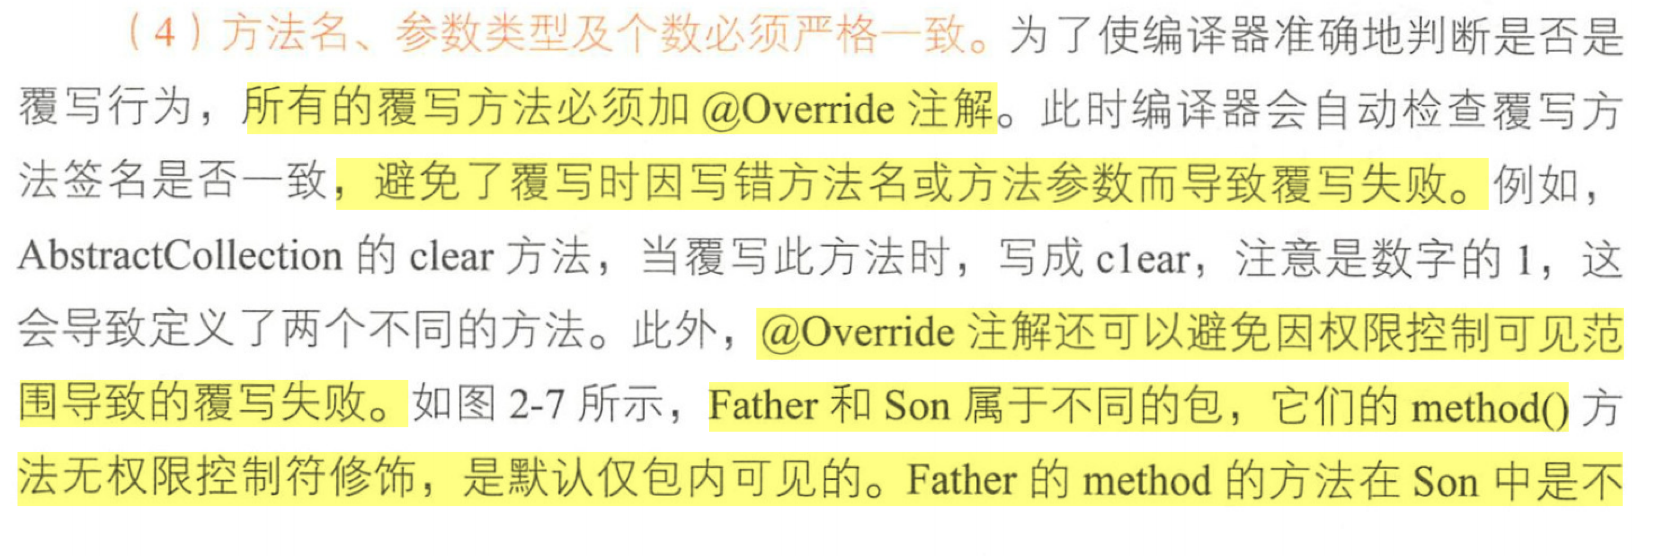 （4）方法名、参数类型及个数必须严格一致。为了使编译器准确地判断是否是
覆写行为，所有的覆写方法必须加 @Override 注解。此时编译器会自动检查覆写方
法签名是否一致，避免了覆写时因写错方法名或方法参数而导致覆写失败。例如，
AbstractCollection 的 clear 方法，当覆写此方法时，写成 c1ear，注意是数字的 1，这
会导致定义了两个不同的方法。此外，@Override 注解还可以避免因权限控制可见范
围导致的覆写失败。如图 2-7 所示，Father 和 Son 属于不同的包，它们的 method() 方
法无权限控制符修饰，是默认仅包内可见的。Father 的 method 的方法在 Son 中是不